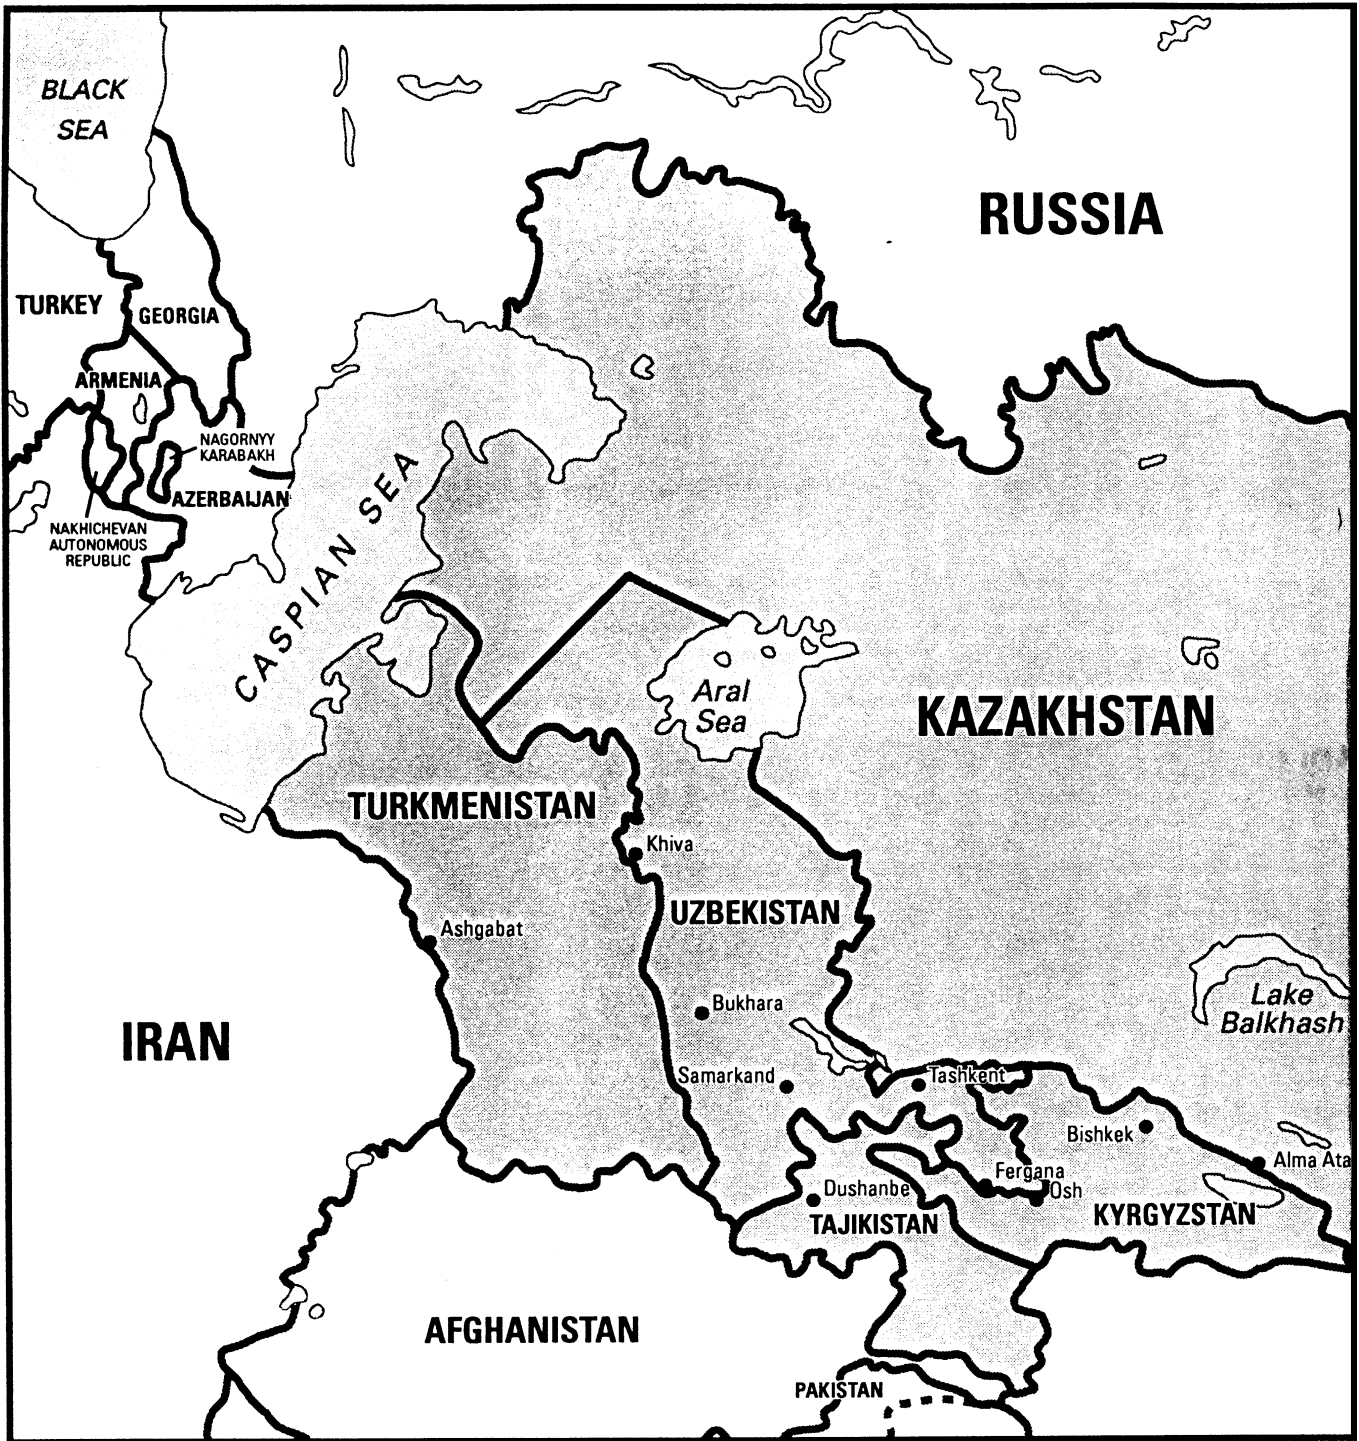 BLACK
SEA
RUSSIA
TURKEY
GEORGIA
ARMENIA
NAGORNYY
KARABAKH
AZERBAIJAN
NAKHICHEVAN
AUTONOMOUS
REPUBLIC
CASPIAN SEA
Aral
Sea
KAZAKHSTAN
TURKMENISTAN
Khiva
UZBEKISTAN
Ashgabat
Bukhara
Lake
Balkhash
IRAN
Samarkand
Tashkent
Bishkek
Alma Ata
Fergana
Osh
Dushanbe
TAJIKISTAN
KYRGYZSTAN
AFGHANISTAN
PAKISTAN